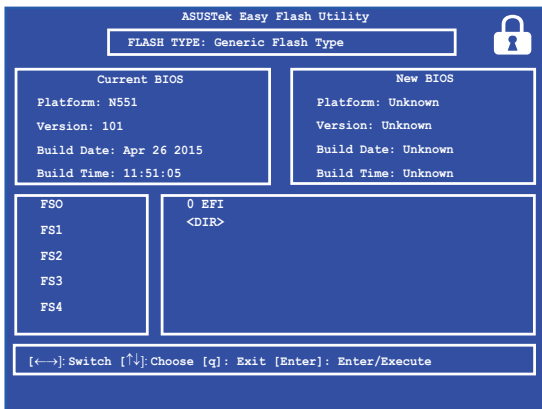 ASUSTek Easy Flash Utility
FLASH TYPE: Generic Flash Type
Current BIOS
Platform: N551
Version: 101
Build Date: Apr 26 2015
Build Time: 11:51:05
New BIOS
Platform: Unknown
Version: Unknown
Build Date: Unknown
Build Time: Unknown
FSO
FS1
FS2
FS3
FS4
0 EFI
<DIR>
[←→]: Switch [↑↓]: Choose [q]: Exit [Enter]: Enter/Execute